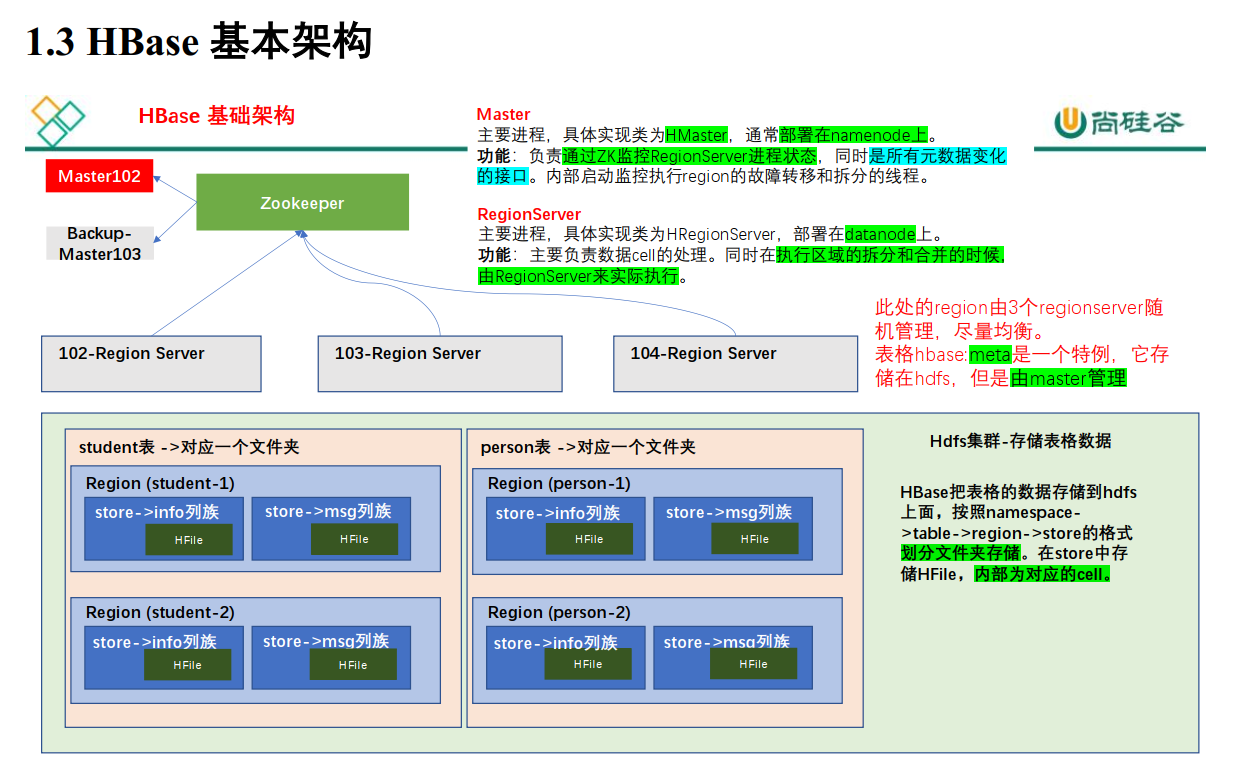 1.3 HBase 基本架构
HBase 基础架构
尚硅谷
Master
主要进程，具体实现类为HMaster，通常部署在namenode上。
功能：负责通过ZK监控RegionServer进程状态，同时是所有元数据变化
的接口。内部启动监控执行region的故障转移和拆分的线程。
RegionServer
主要进程，具体实现类为HRegionServer，部署在datanode上。
功能：主要负责数据cell的处理。同时在执行区域的拆分和合并的时候，
由RegionServer来实际执行。
Master102
Zookeeper
Backup-
Master103
此处的region由3个regionserver随
机管理，尽量均衡。
表格hbase:meta是一个特例，它存
储在hdfs，但是由master管理
102-Region Server
103-Region Server
104-Region Server
student表 ->对应一个文件夹
Region (student-1)
store->info列族
HFile
store->msg列族
HFile
Region (student-2)
store->info列族
HFile
store->msg列族
HFile
person表 ->对应一个文件夹
Region (person-1)
store->info列族
HFile
store->msg列族
HFile
Region (person-2)
store->info列族
HFile
store->msg列族
HFile
Hdfs集群-存储表格数据
HBase把表格的数据存储到hdfs
上面，按照namespace-
>table->region->store的格式
划分文件夹存储。在store中存
储HFile，内部为对应的cell。